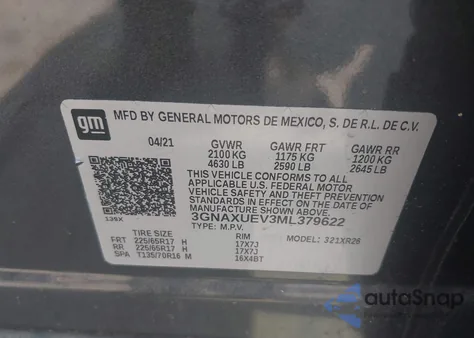 gm
MFD BY GENERAL MOTORS DE MEXICO, S. DE R.L. DE C.V.
04/21 GVWR GAWR FRT GAWR RR
2100 KG 1175 KG 1200 KG
4630 LB 2590 LB 2645 LB
THIS VEHICLE CONFORMS TO ALL
APPLICABLE U.S. FEDERAL MOTOR
VEHICLE SAFETY STANDARDS IN
EFFECT ON THE DATE OF
MANUFACTURE SHOWN ABOVE.
139X 3GNAXUEV3ML379622
TYPE: M.P.V. MODEL: 321XR26
TIRE SIZE RIM
FRT 225/65R17 H 17X7J
RR 225/65R17 H 17X7J
SPA T135/70R16 M 16X4BT
autoSnap